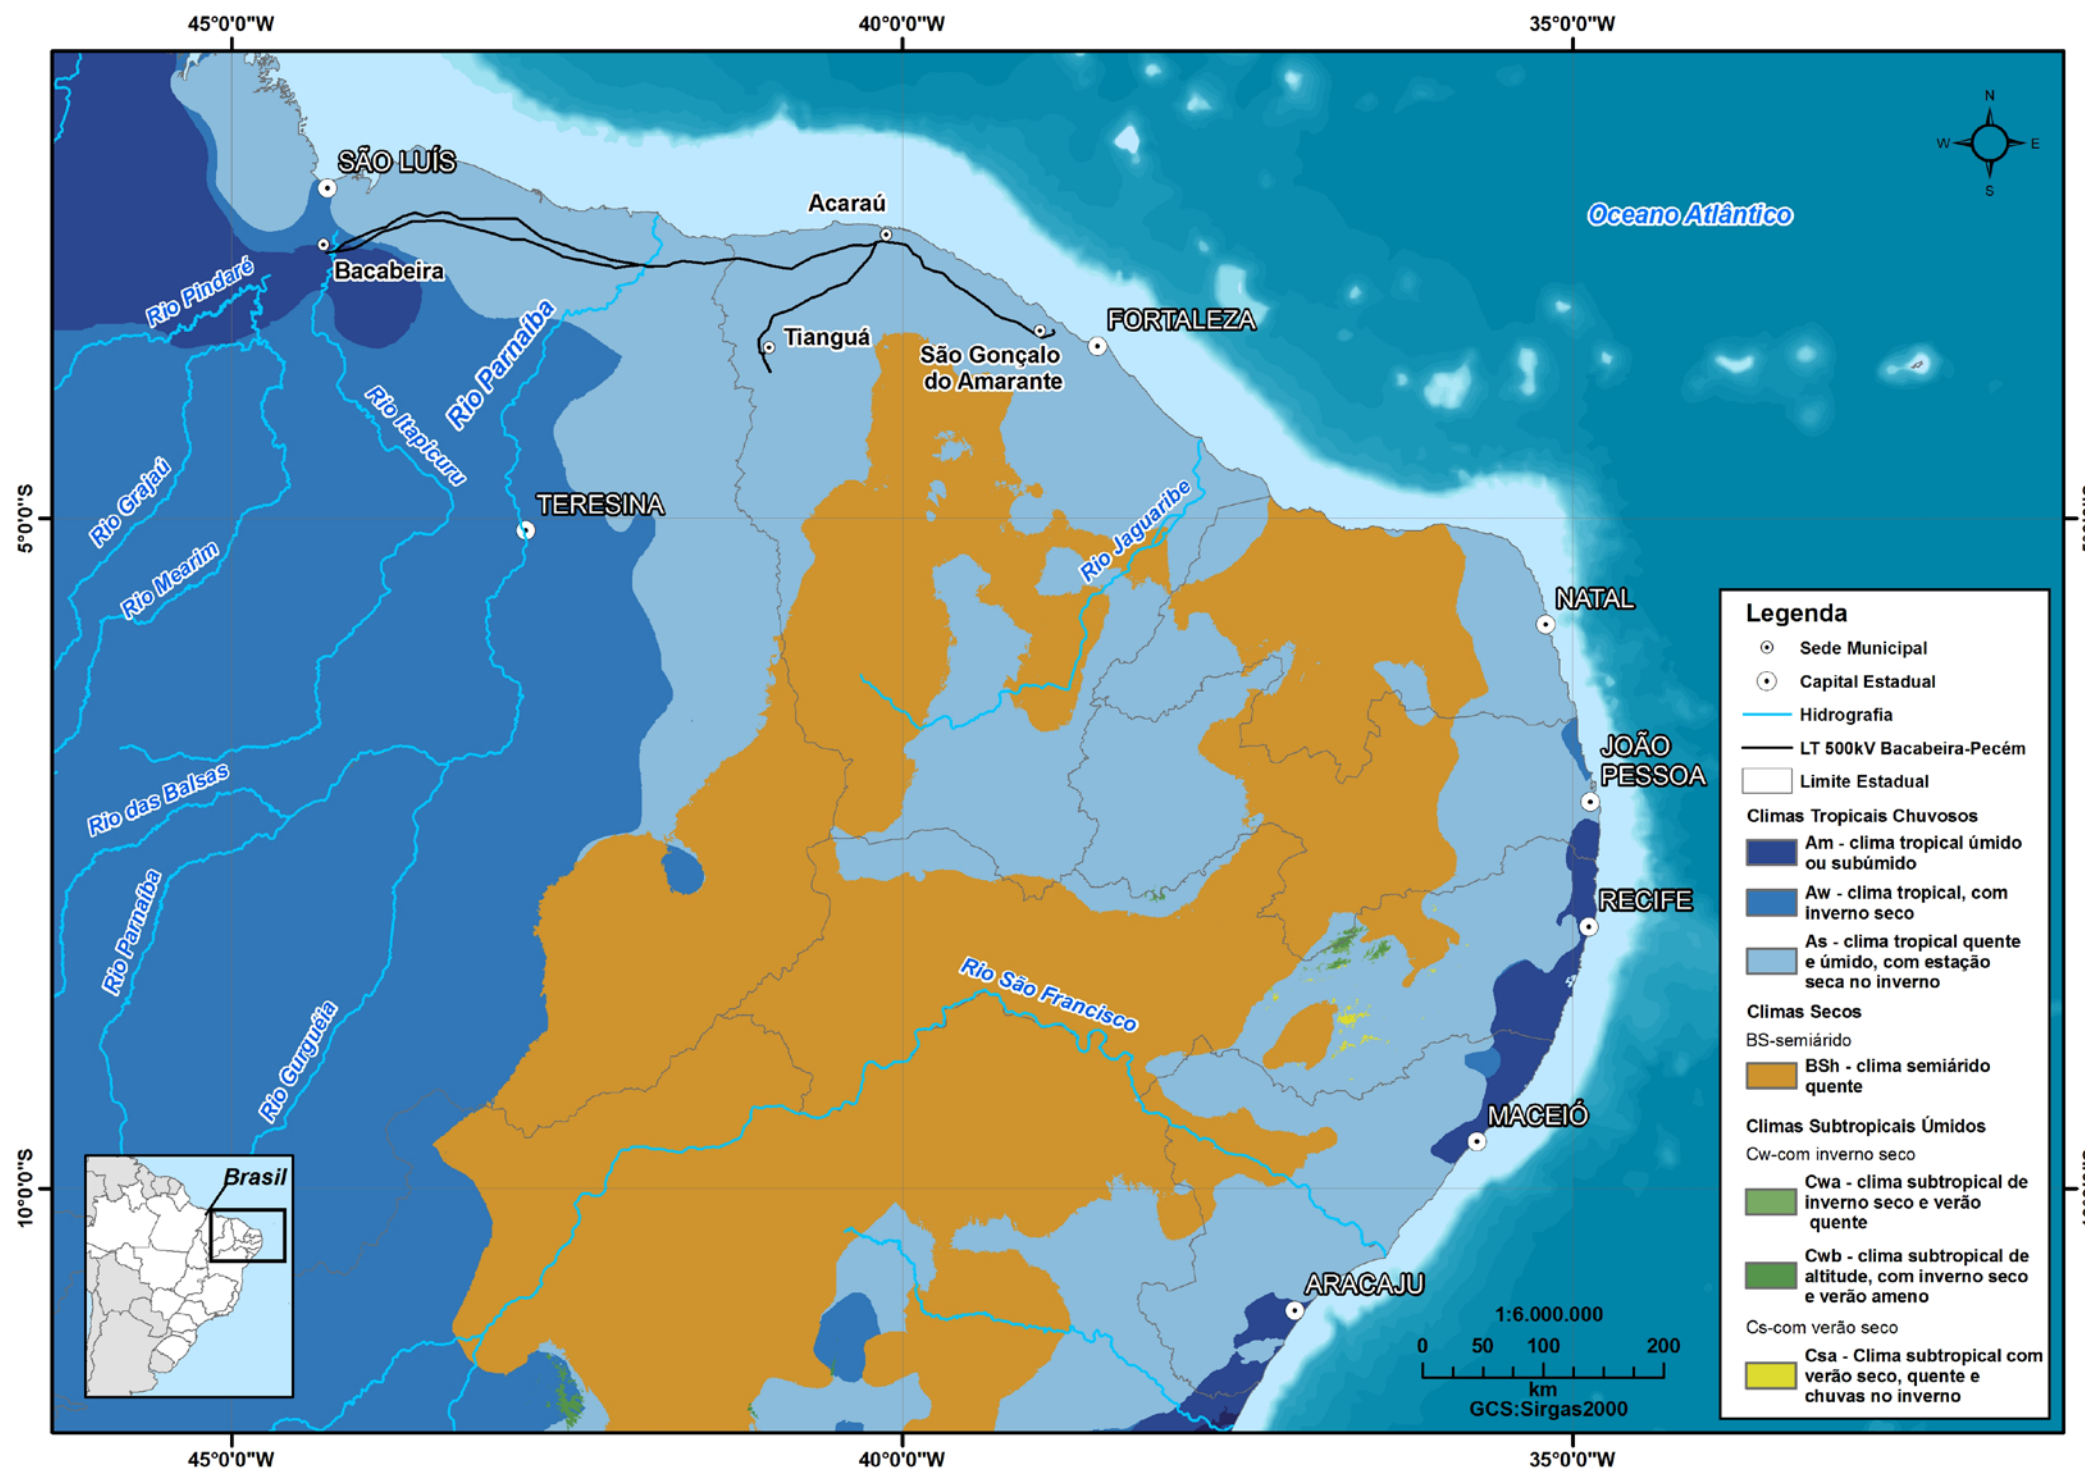 45°0'0"W
40°0'0"W
35°0'0"W
N
W
E
S
SÃO LUÍS
Acaraú
Oceano Atlântico
Bacabeira
Rio Pindaré
Rio Parnaíba
FORTALEZA
Tianguá
São Gonçalo
do Amarante
Rio Itapicuru
Rio Grajaú
TERESINA
5°0'0"S
Rio Jaguaribe
Rio Mearim
NATAL
JOÃO
PESSOA
Rio das Balsas
Rio Parnaíba
RECIFE
Rio São Francisco
Rio Gurguéia
MACEIÓ
10°0'0"S
Brasil
ARACAJU
1:6.000.000
0 50 100 200
km
GCS:Sirgas2000
Legenda
Sede Municipal
Capital Estadual
Hidrografia
LT 500kV Bacabeira-Pecém
Limite Estadual
Climas Tropicais Chuvosos
Am - clima tropical úmido
ou subúmido
Aw - clima tropical, com
inverno seco
As - clima tropical quente
e úmido, com estação
seca no inverno
Climas Secos
BS-semiárido
BSh - clima semiárido
quente
Climas Subtropicais Úmidos
Cw-com inverno seco
Cwa - clima subtropical de
inverno seco e verão
quente
Cwb - clima subtropical de
altitude, com inverno seco
e verão ameno
Cs-com verão seco
Csa - Clima subtropical com
verão seco, quente e
chuvas no inverno
45°0'0"W
40°0'0"W
35°0'0"W